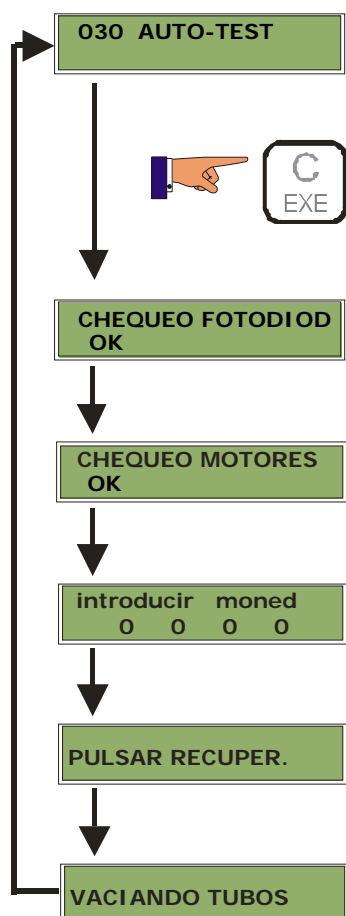 030 AUTO-TEST
C
EXE
CHEQUEO FOTODIOD
OK
CHEQUEO MOTORES
OK
introducir moned
0 0 0 0
PULSAR RECUPER.
VACIANDO TUBOS